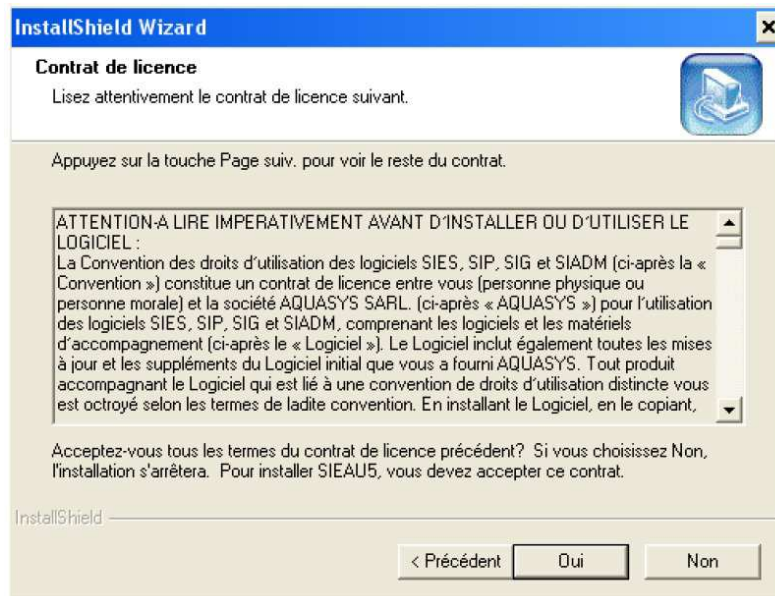 InstallShield Wizard
Contrat de licence
Lisez attentivement le contrat de licence suivant.
Appuyez sur la touche Page suiv. pour voir le reste du contrat.
ATTENTION-A LIRE IMPERATIVEMENT AVANT D'INSTALLER OU D'UTILISER LE
LOGICIEL :
La Convention des droits d'utilisation des logiciels SIES, SIP, SIG et SIADM (ci-après la «
Convention ») constitue un contrat de licence entre vous (personne physique ou
personne morale) et la société AQUASYS SARL. (ci-après « AQUASYS ») pour l'utilisation
des logiciels SIES, SIP, SIG et SIADM, comprenant les logiciels et les matériels
d'accompagnement (ci-après le « Logiciel »). Le Logiciel inclut également toutes les mises
à jour et les suppléments du Logiciel initial que vous a fourni AQUASYS. Tout produit
accompagnant le Logiciel qui est lié à une convention de droits d'utilisation distincte vous
est octroyé selon les termes de ladite convention. En installant le Logiciel, en le copiant,
Acceptez-vous tous les termes du contrat de licence précédent? Si vous choisissez Non,
l'installation s'arrêtera. Pour installer SIEAU5, vous devez accepter ce contrat.
InstallShield
< Précédent
Oui
Non